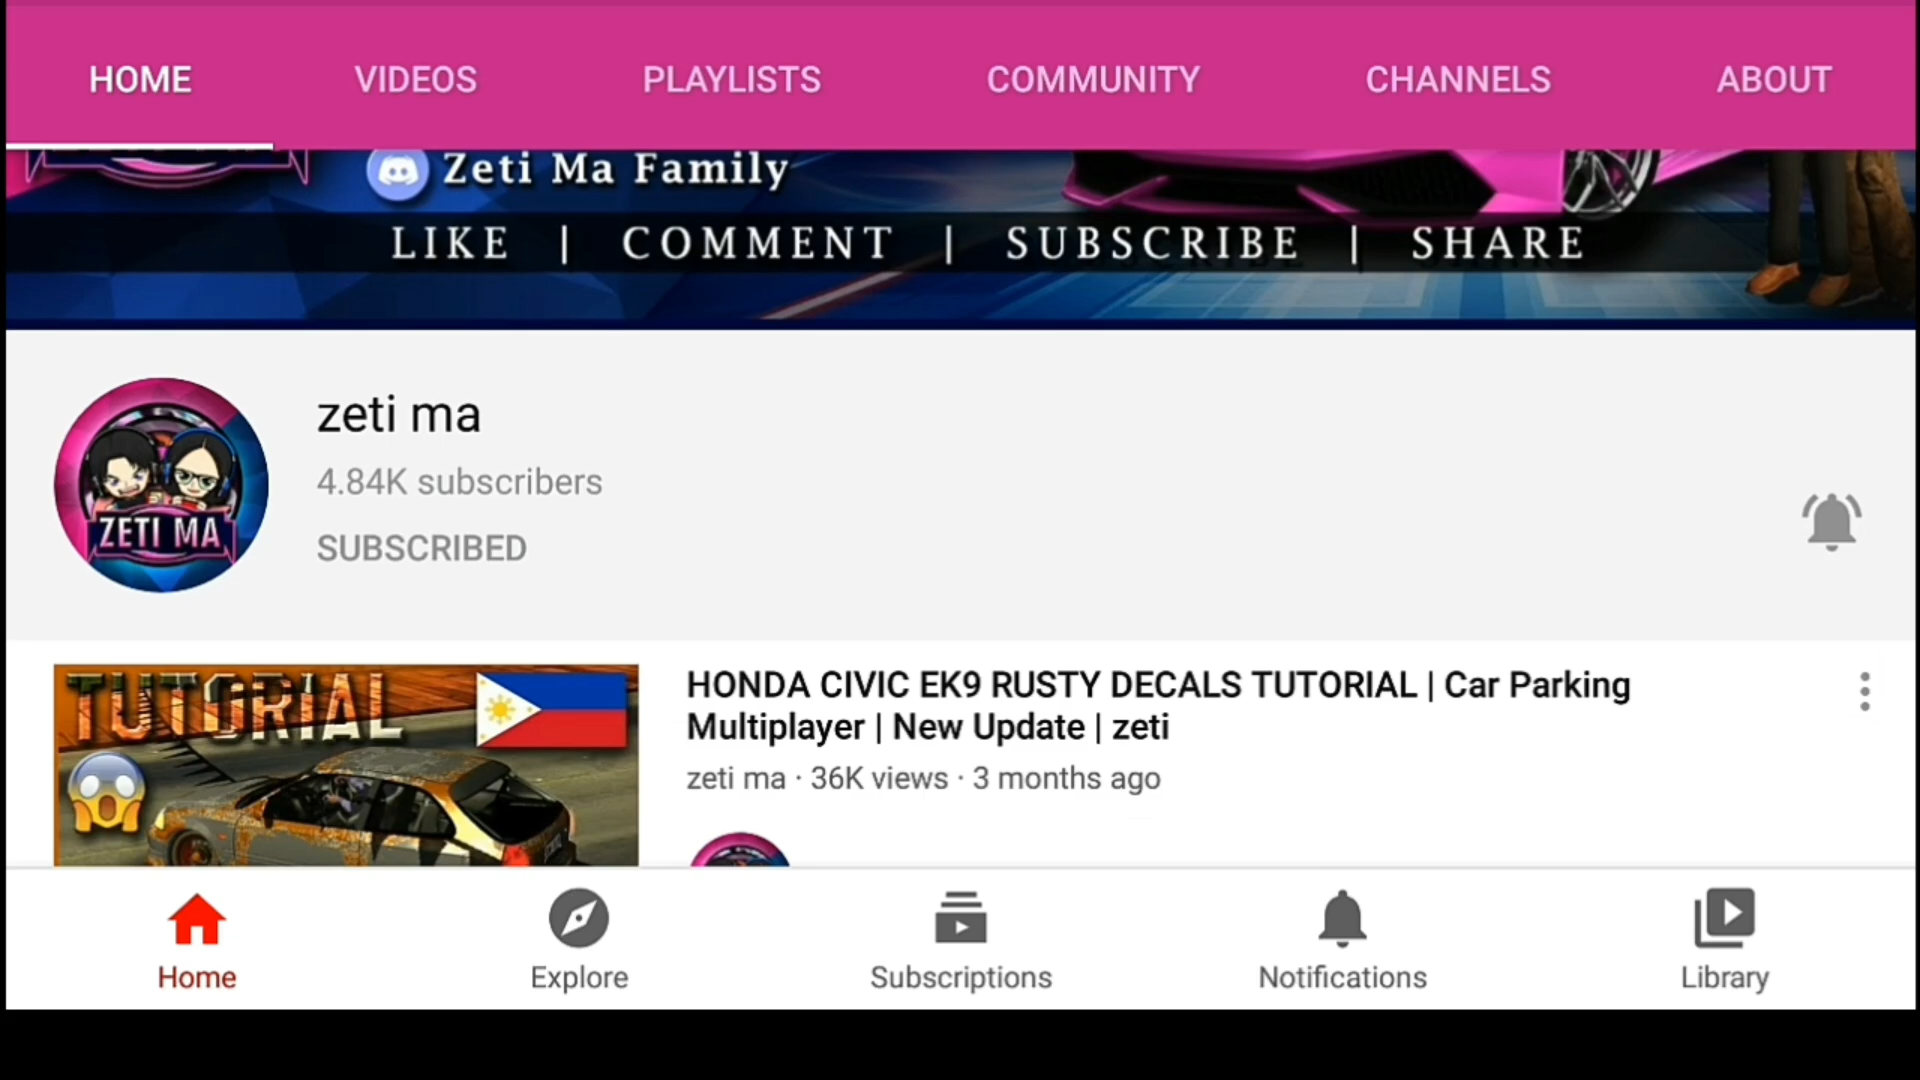 HOME VIDEOS PLAYLISTS COMMUNITY CHANNELS ABOUT
Zeti Ma Family
LIKE | COMMENT | SUBSCRIBE | SHARE
zeti ma
4.84K subscribers
SUBSCRIBED
ZETI MA
TUTORIAL
HONDA CIVIC EK9 RUSTY DECALS TUTORIAL | Car Parking
Multiplayer | New Update | zeti
zeti ma · 36K views · 3 months ago
Home Explore Subscriptions Notifications Library